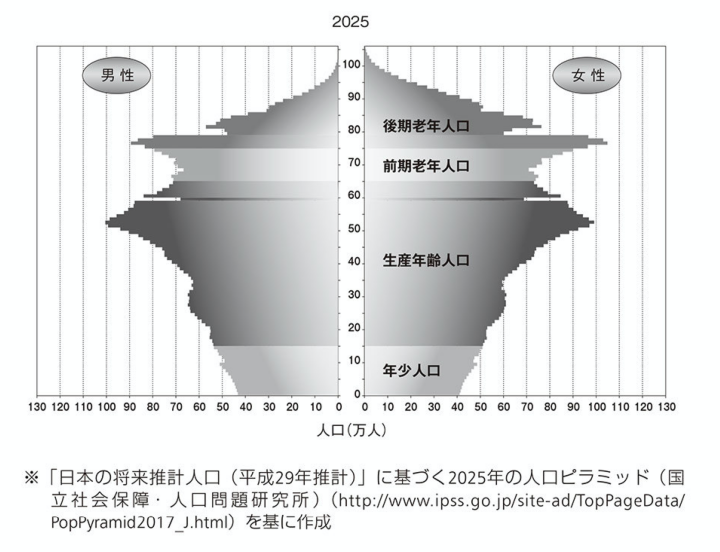 2025
男 性
女 性
100
90
後期老年人口
80
前期老年人口
70
60
50
生産年齢人口
40
30
20
10
年少人口
0
130 120 110 100 90 80 70 60 50 40 30 20 10 0
0 10 20 30 40 50 60 70 80 90 100 110 120 130
人口(万人)
※「日本の将来推計人口（平成29年推計）」に基づく2025年の人口ピラミッド（国
立社会保障・人口問題研究所）（http://www.ipss.go.jp/site-ad/TopPageData/
PopPyramid2017_J.html）を基に作成